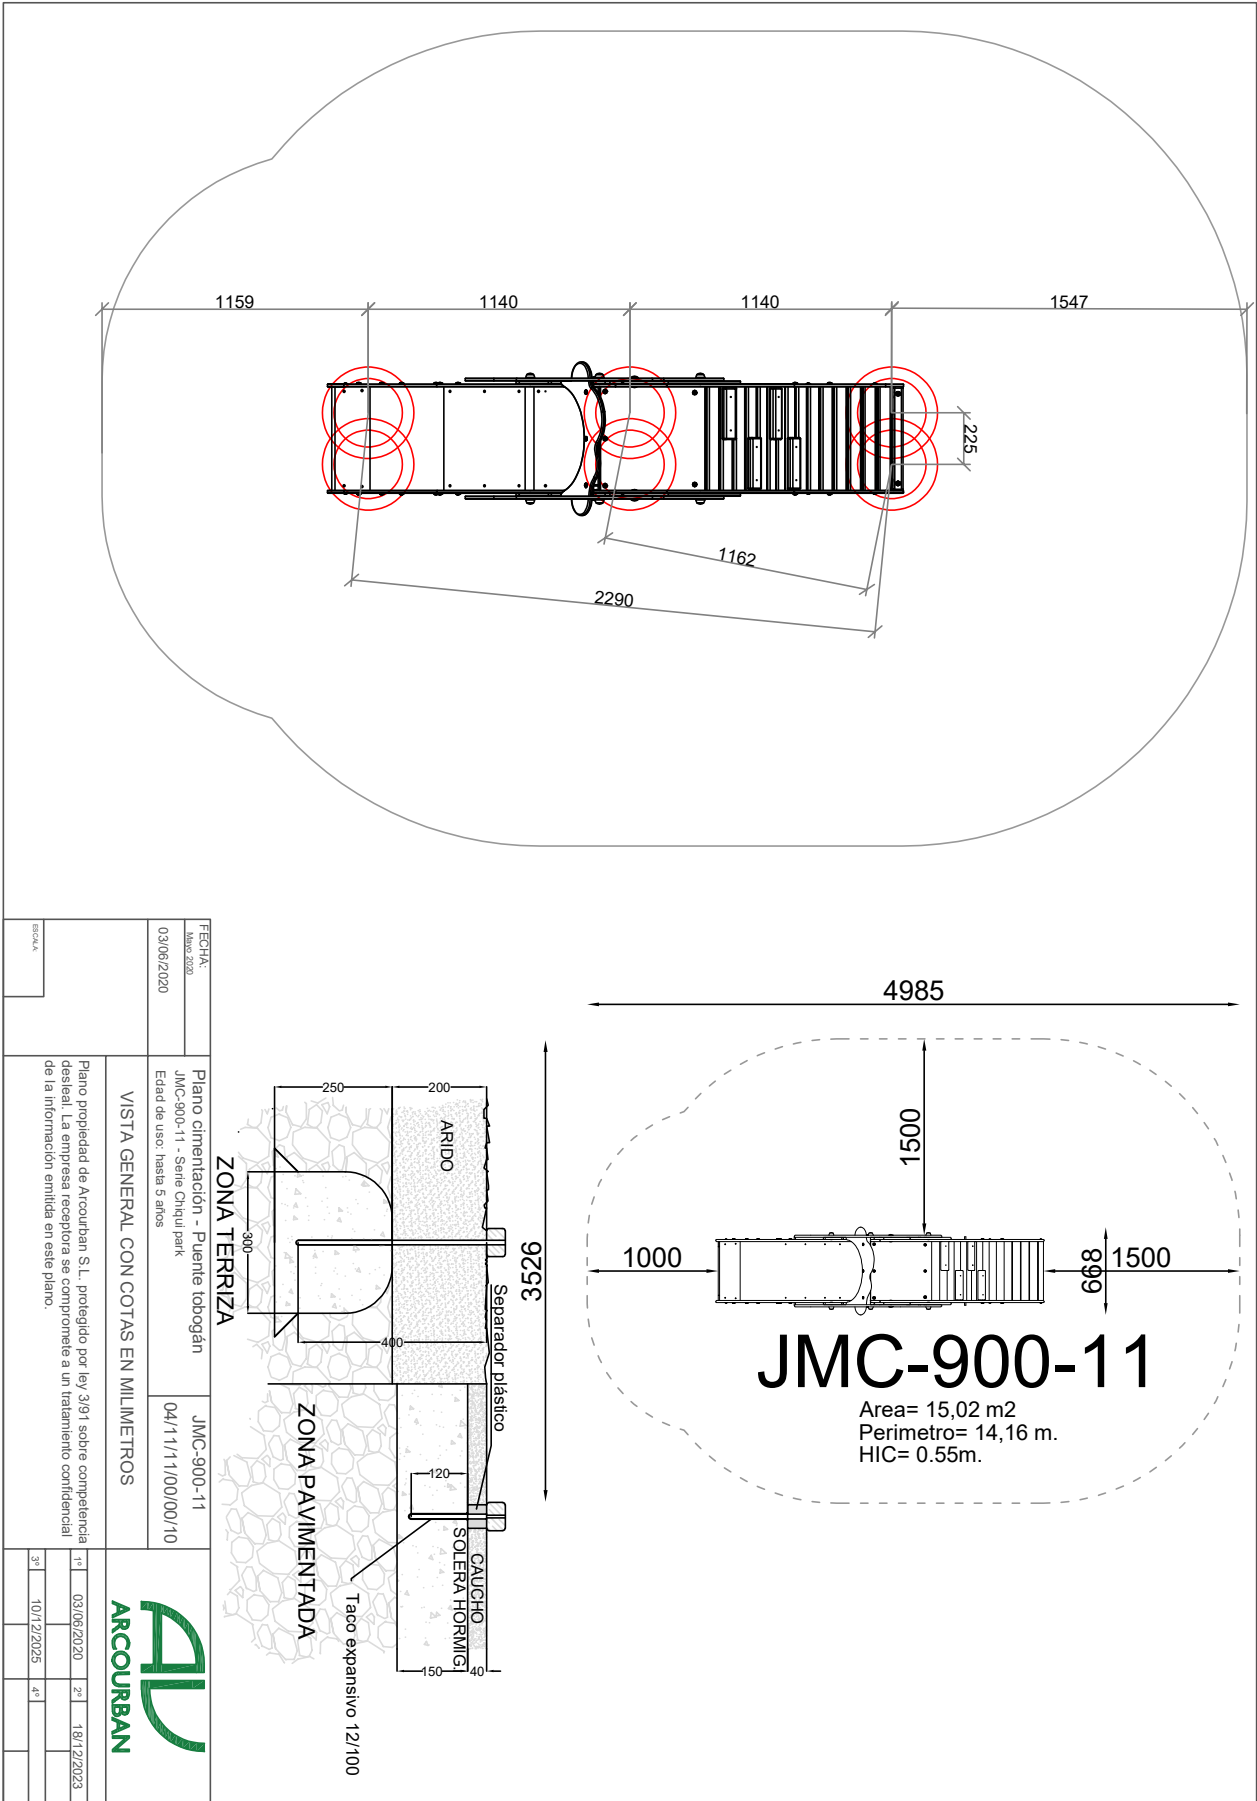 1159
1140
1140
1547
225
1162
2290
4985
1500
1000
698
1500
3526
JMC-900-11
Area= 15,02 m2
Perimetro= 14,16 m.
HIC= 0.55m.
250
200
ARIDO
300
400
ZONA TERRIZA
Separador plástico
120
CAUCHO
SOLERA HORMIG.
150
40
ZONA PAVIMENTADA
Taco expansivo 12/100
FECHA:
Mayo 2020
03/06/2020
ESCALA:
Plano cimentación - Puente tobogán
JMC-900-11 - Serie Chiqui park
Edad de uso: hasta 5 años
JMC-900-11
04/11/11/00/00/10
VISTA GENERAL CON COTAS EN MILIMETROS
Plano propiedad de Arcourban S.L. protegido por ley 3/91 sobre competencia
desleal. La empresa receptora se compromete a un tratamiento confidencial
de la información emitida en este plano.
ARCOURBAN
1º 03/06/2020 2º 18/12/2023
3º 10/12/2025 4º